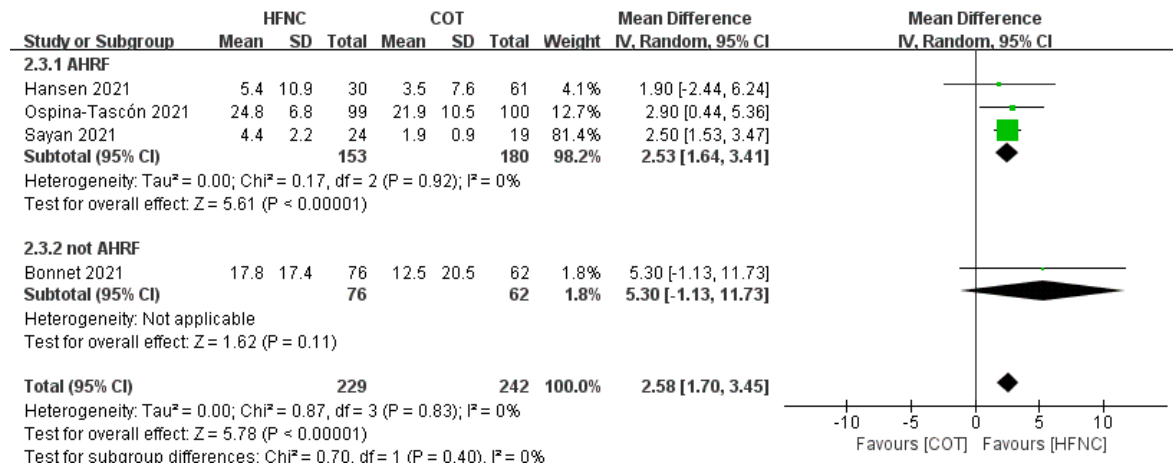 HFNC COT Mean Difference Mean Difference
Study or Subgroup Mean SD Total Mean SD Total Weight IV, Random, 95% CI IV, Random, 95% CI
2.3.1 AHRF
Hansen 2021 5.4 10.9 30 3.5 7.6 61 4.1% 1.90 [-2.44, 6.24]
Ospina-Tascón 2021 24.8 6.8 99 21.9 10.5 100 12.7% 2.90 [0.44, 5.36]
Sayan 2021 4.4 2.2 24 1.9 0.9 19 81.4% 2.50 [1.53, 3.47]
Subtotal (95% CI) 153 180 98.2% 2.53 [1.64, 3.41]
Heterogeneity: Tau² = 0.00; Chi² = 0.17, df = 2 (P = 0.92); I² = 0%
Test for overall effect: Z = 5.61 (P < 0.00001)
2.3.2 not AHRF
Bonnet 2021 17.8 17.4 76 12.5 20.5 62 1.8% 5.30 [-1.13, 11.73]
Subtotal (95% CI) 76 62 1.8% 5.30 [-1.13, 11.73]
Heterogeneity: Not applicable
Test for overall effect: Z = 1.62 (P = 0.11)
Total (95% CI) 229 242 100.0% 2.58 [1.70, 3.45]
Heterogeneity: Tau² = 0.00; Chi² = 0.87, df = 3 (P = 0.83); I² = 0%
Test for overall effect: Z = 5.78 (P < 0.00001)
Test for subgroup differences: Chi² = 0.70, df = 1 (P = 0.40), I² = 0%
-10 -5 0 5 10
Favours [COT] Favours [HFNC]